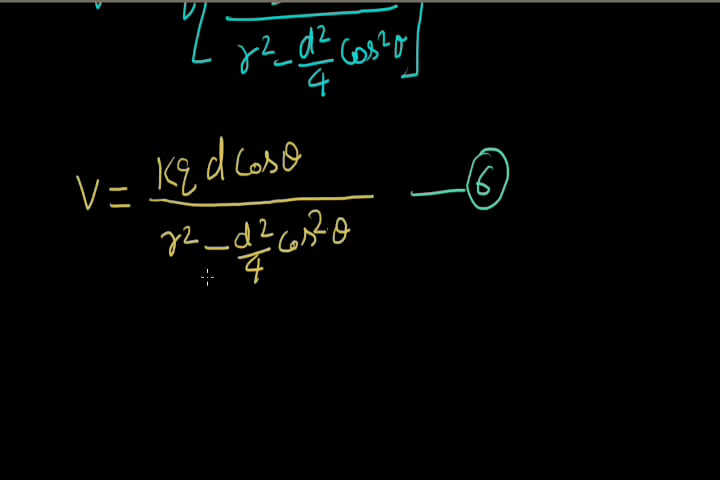 r² - d²/4 cos²θ
V = Kq d cosθ / r² - d²/4 cos²θ —⑥